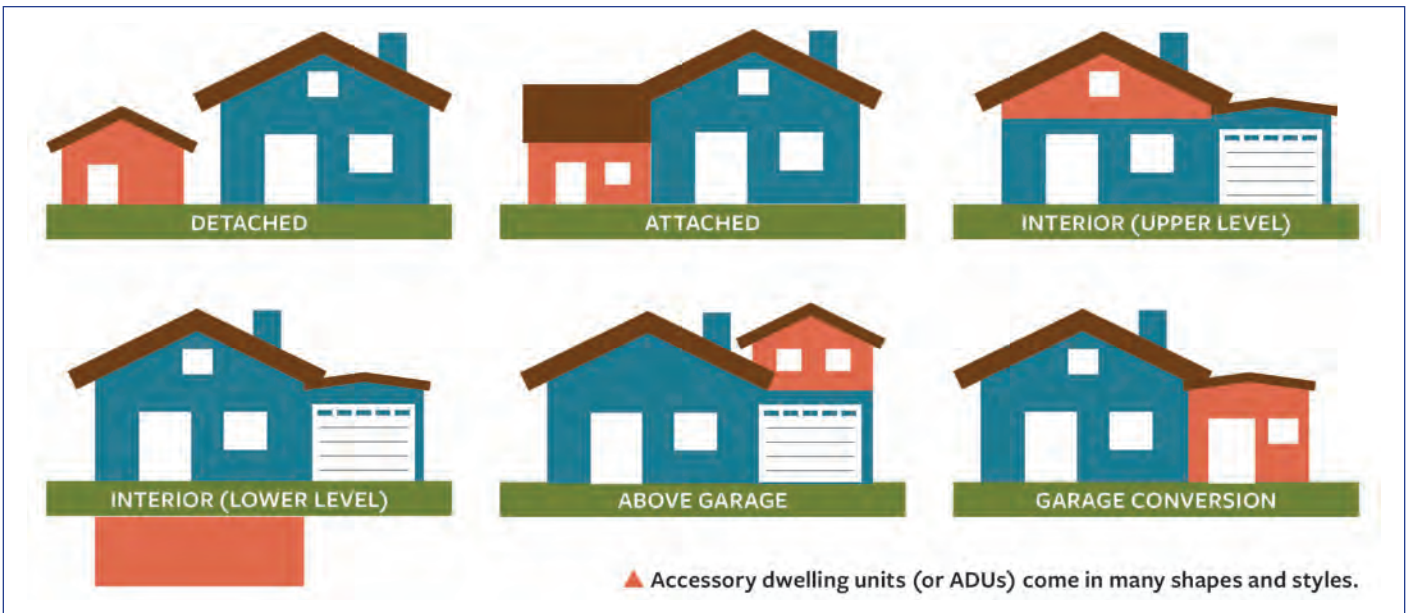 DETACHED
ATTACHED
INTERIOR (UPPER LEVEL)
INTERIOR (LOWER LEVEL)
ABOVE GARAGE
GARAGE CONVERSION
Accessory dwelling units (or ADUs) come in many shapes and styles.